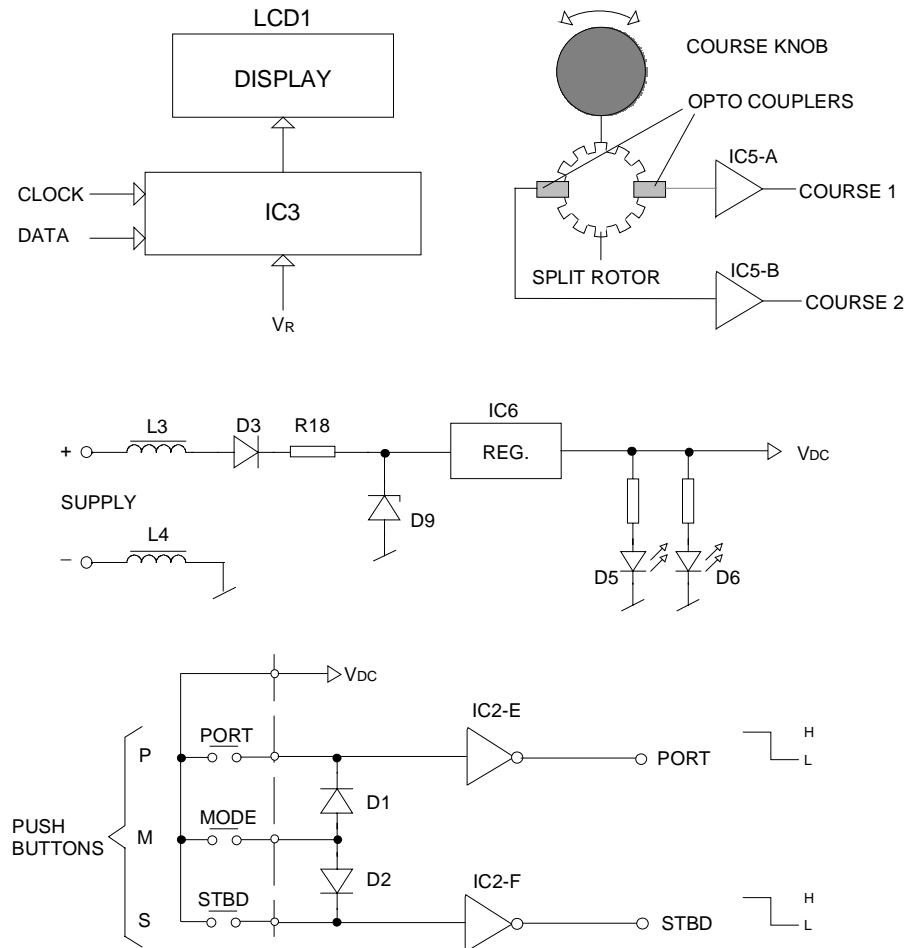 LCD1
DISPLAY
CLOCK
DATA
IC3
VR
COURSE KNOB
OPTO COUPLERS
IC5-A
COURSE 1
SPLIT ROTOR
IC5-B
COURSE 2
L3
D3
R18
IC6
REG.
VDC
+
SUPPLY
D9
L4
–
D5
D6
VDC
IC2-E
P
PORT
PORT
H
L
D1
PUSH
BUTTONS
M
MODE
D2
IC2-F
S
STBD
STBD
H
L